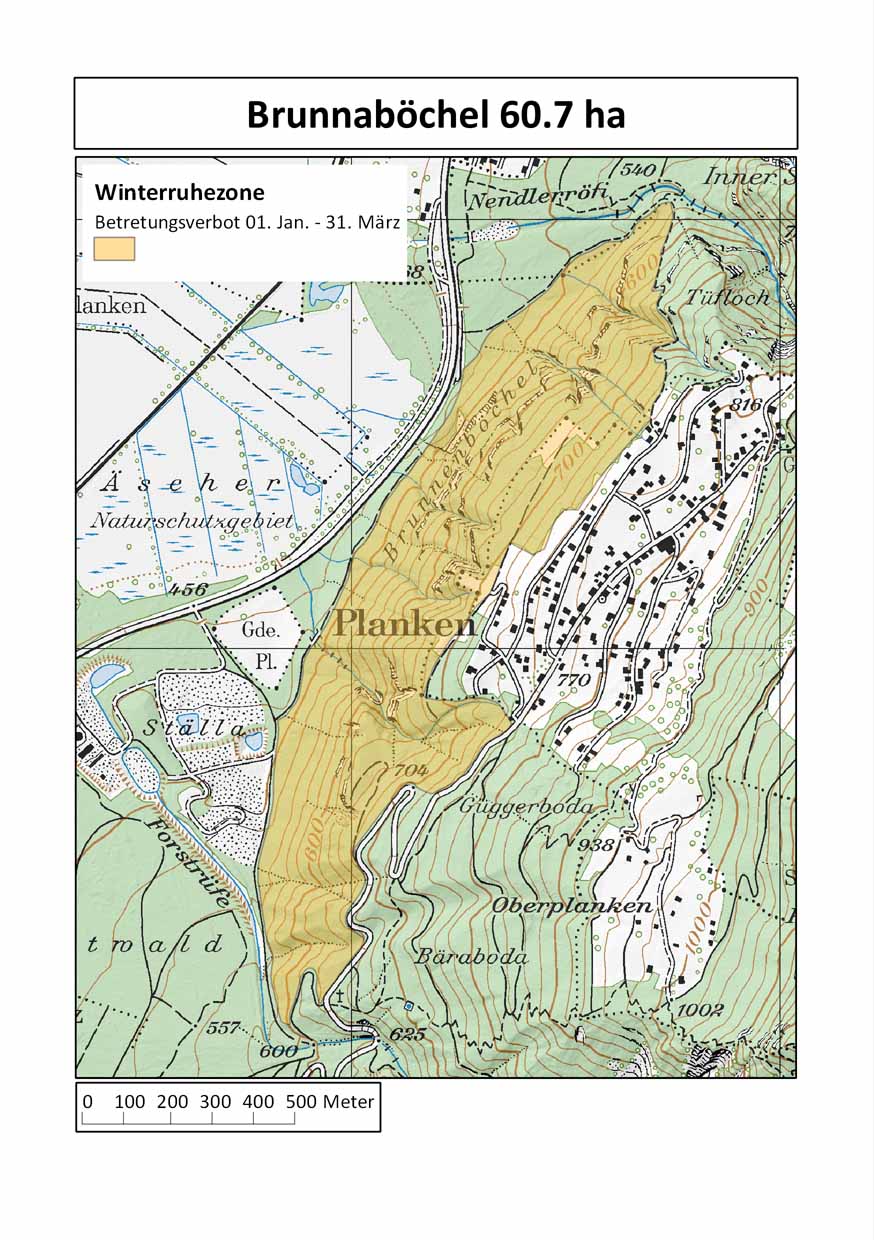 Brunnaböchel 60.7 ha
Winterruhezone
Betretungsverbot 01. Jan. - 31. März
540
Inner
Nendlerröfi
600
Tüfloch
lanken
816
Brunnenböchel
700
Äscher
Naturschutzgebiet
456
900
Gde.
Pl.
Planken
770
Ställa
704
Güggerboda
938
600
Forstrüfe
Oberplanken
1000
twald
Bäraboda
1002
557
625
600
0 100 200 300 400 500 Meter